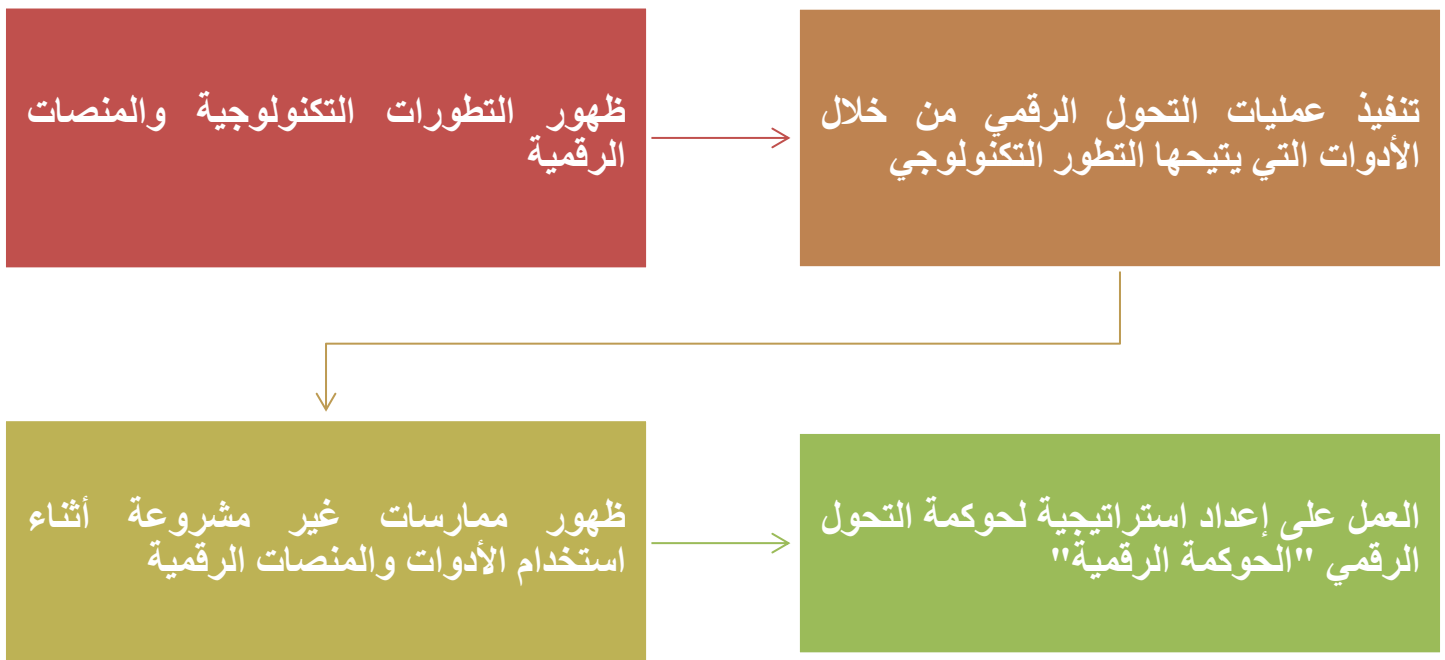 ظهور التطورات التكنولوجية والمنصات
الرقمية
تنفيذ عمليات التحول الرقمي من خلال
الأدوات التي يتيحها التطور التكنولوجي
ظهور ممارسات غير مشروعة أثناء
استخدام الأدوات والمنصات الرقمية
العمل على إعداد استراتيجية لحوكمة التحول
الرقمي "الحوكمة الرقمية"